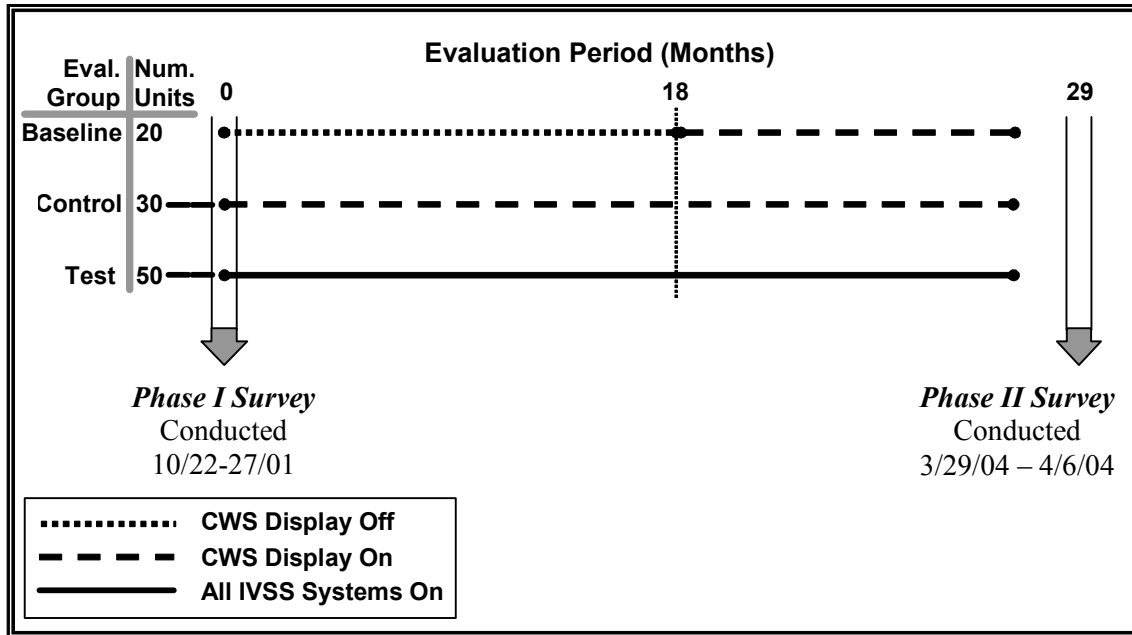 Evaluation Period (Months)
Eval. Num.
Group Units
0 18 29
Baseline 20
Control 30
Test 50
Phase I Survey
Conducted
10/22-27/01
Phase II Survey
Conducted
3/29/04 – 4/6/04
CWS Display Off
CWS Display On
All IVSS Systems On